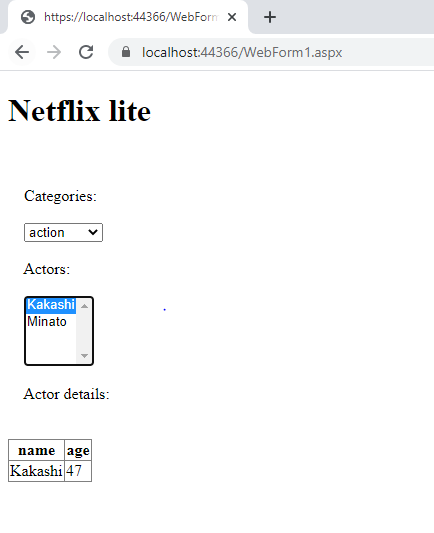 https://localhost:44366/WebForm
localhost:44366/WebForm1.aspx
Netflix lite
Categories:
action
Actors:
Kakashi
Minato
Actor details:
name age
Kakashi 47